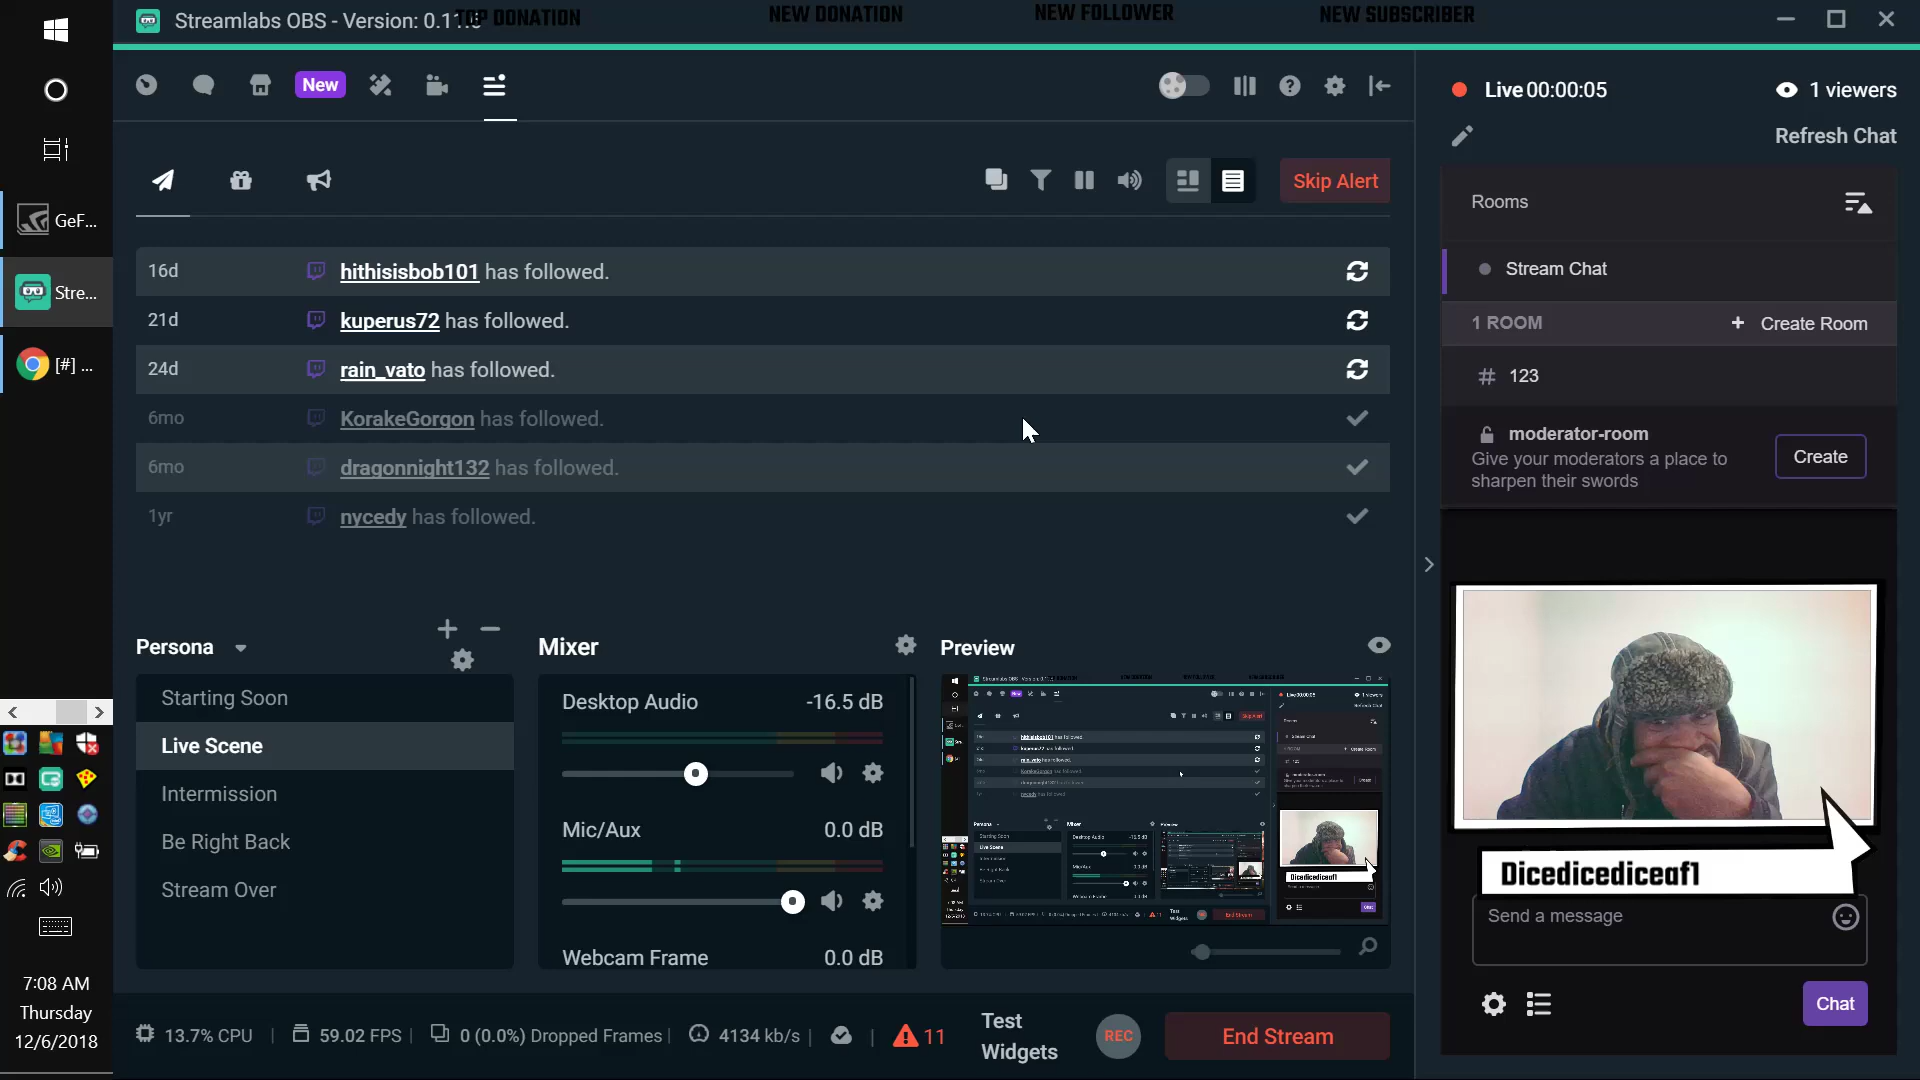 Streamlabs OBS - Version: 0.11.6
TOP DONATION
NEW DONATION
NEW FOLLOWER
NEW SUBSCRIBER
New
Live 00:00:05
1 viewers
Refresh Chat
Skip Alert
Rooms
Stream Chat
1 ROOM
+ Create Room
# 123
moderator-room
Give your moderators a place to
sharpen their swords
Create
GeF...
Stre...
[#] ...
16d hithisisbob101 has followed.
21d kuperus72 has followed.
24d rain_vato has followed.
6mo KorakeGorgon has followed.
6mo dragonnight132 has followed.
1yr nycedy has followed.
Persona
Starting Soon
Live Scene
Intermission
Be Right Back
Stream Over
Mixer
Desktop Audio -16.5 dB
Mic/Aux 0.0 dB
Webcam Frame 0.0 dB
Preview
Dicedicediceaf1
Send a message
Chat
7:08 AM
Thursday
12/6/2018
13.7% CPU | 59.02 FPS | 0 (0.0%) Dropped Frames | 4134 kb/s | | 11
Test
Widgets
REC
End Stream